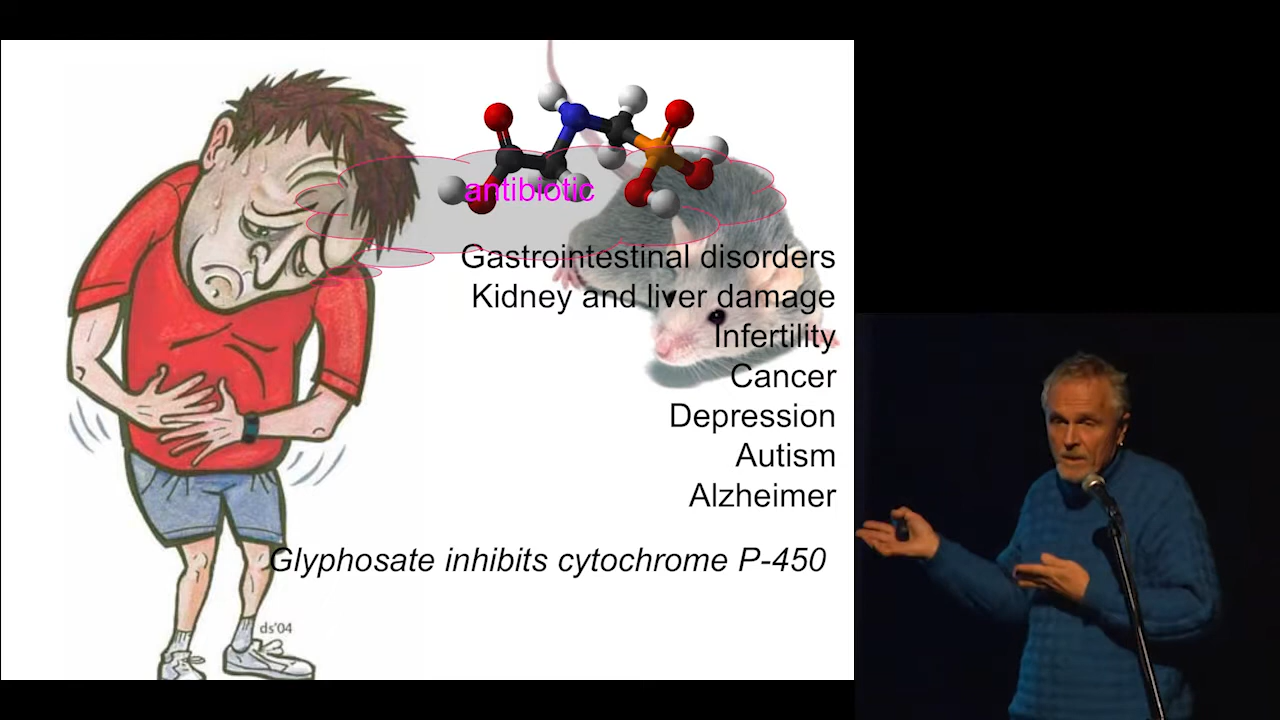 antibiotic
Gastrointestinal disorders
Kidney and liver damage
Infertility
Cancer
Depression
Autism
Alzheimer
Glyphosate inhibits cytochrome P-450
ds'04